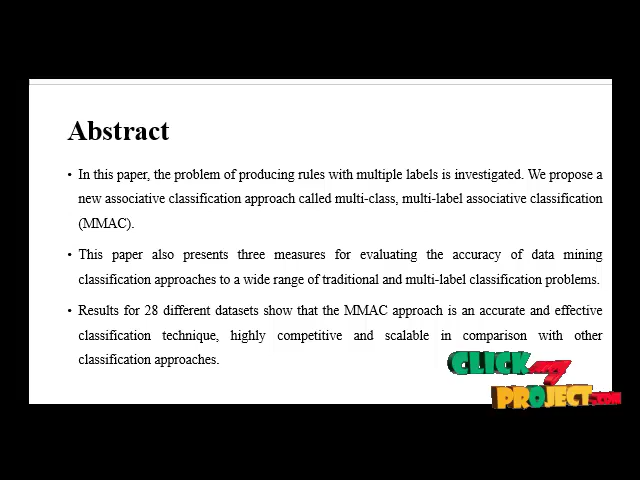 Abstract
• In this paper, the problem of producing rules with multiple labels is investigated. We propose a
new associative classification approach called multi-class, multi-label associative classification
(MMAC).
• This paper also presents three measures for evaluating the accuracy of data mining
classification approaches to a wide range of traditional and multi-label classification problems.
• Results for 28 different datasets show that the MMAC approach is an accurate and effective
classification technique, highly competitive and scalable in comparison with other
classification approaches.
CLICK my
PROJECT.COM